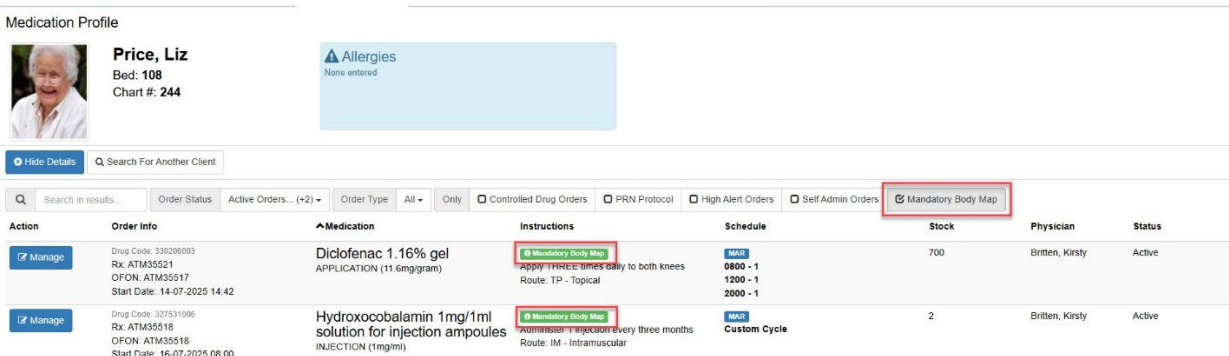 Medication Profile
Price, Liz
Bed: 108
Chart #: 244
Allergies
None entered
Hide Details
Search For Another Client
Search in results...
Order Status
Active Orders... (+2)
Order Type
All
Only
Controlled Drug Orders
PRN Protocol
High Alert Orders
Self Admin Orders
Mandatory Body Map
Action
Order Info
Medication
Instructions
Schedule
Stock
Physician
Status
Manage
Drug Code: 330206003
Rx: ATM35521
OFON: ATM35517
Start Date: 14-07-2025 14:42
Diclofenac 1.16% gel
APPLICATION (11.6mg/gram)
Mandatory Body Map
Apply THREE times daily to both knees
Route: TP - Topical
MAR
0800 - 1
1200 - 1
2000 - 1
700
Britten, Kirsty
Active
Manage
Drug Code: 327531006
Rx: ATM35518
OFON: ATM35518
Start Date: 16-07-2025 08:00
Hydroxocobalamin 1mg/1ml
solution for injection ampoules
INJECTION (1mg/ml)
Mandatory Body Map
Administer 1 injection every three months
Route: IM - Intramuscular
MAR
Custom Cycle
2
Britten, Kirsty
Active